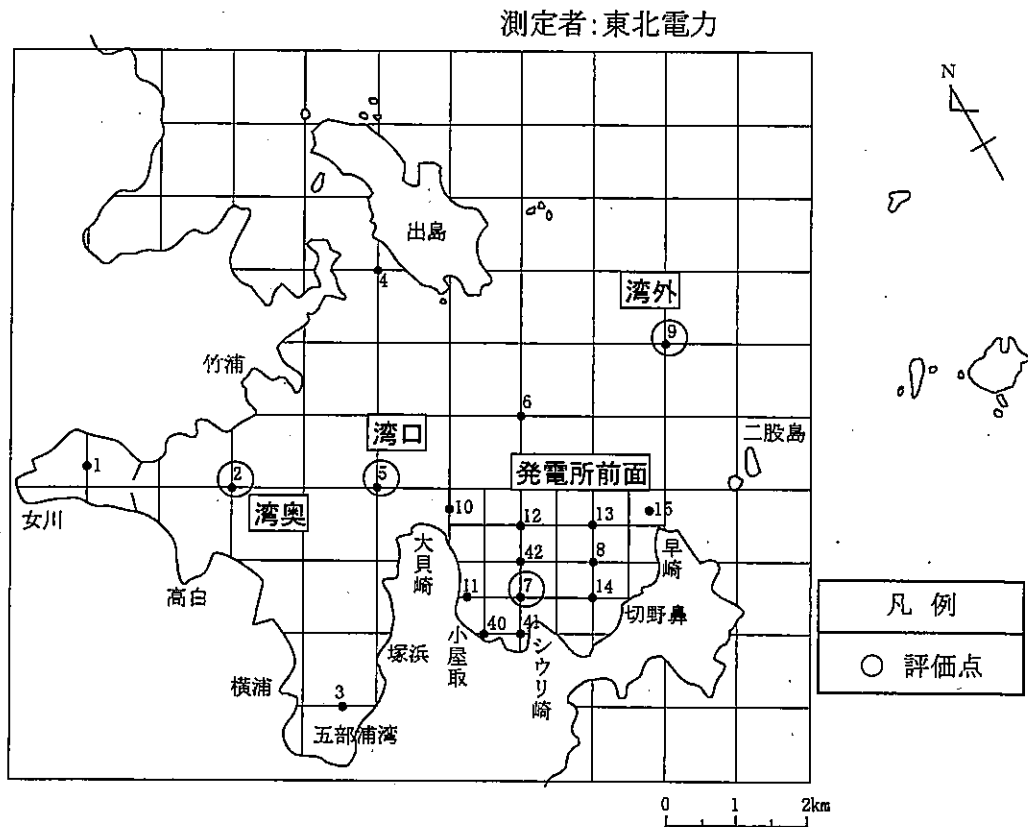 測定者:東北電力
N
出島
4
湾外
9
竹浦
6
二股島
湾口
発電所前面
1
2
5
10
12
13
15
女川
湾奥
大貝崎
42
8
早崎
高白
11
7
14
切野鼻
凡例
40
41
小屋取
シウリ崎
塚浜
○ 評価点
横浦
3
五部浦湾
0 1 2km